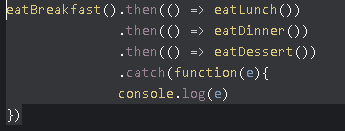 eatBreakfast().then(() => eatLunch())
.then(() => eatDinner())
.then(() => eatDessert())
.catch(function(e){
console.log(e)
})